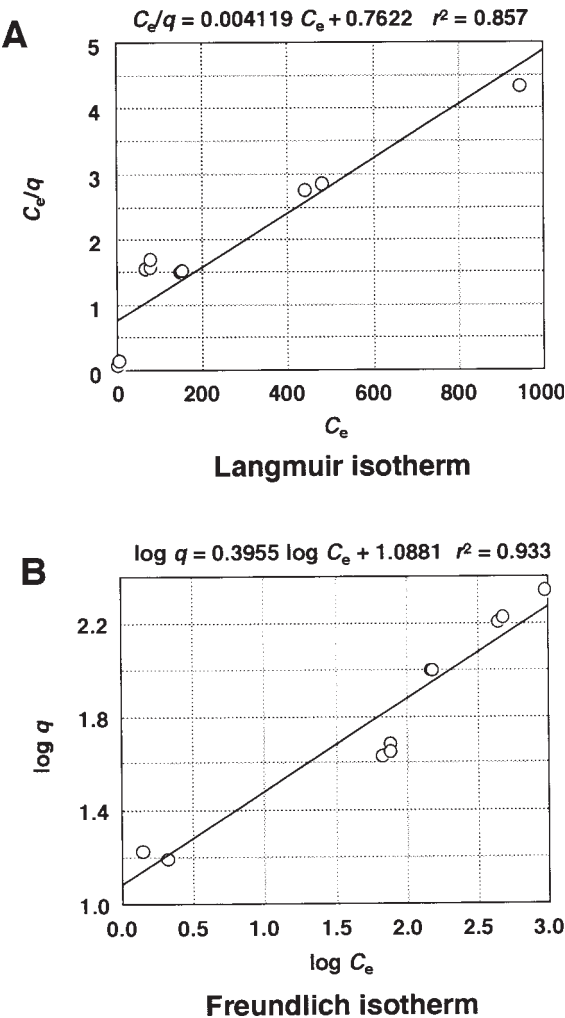 A
Cₑ/q = 0.004119 Cₑ + 0.7622 r² = 0.857
5
4
3
2
1
0
Cₑ/q
0 200 400 600 800 1000
Cₑ
Langmuir isotherm
B
log q = 0.3955 log Cₑ + 1.0881 r² = 0.933
2.2
1.8
1.4
1.0
log q
0.0 0.5 1.0 1.5 2.0 2.5 3.0
log Cₑ
Freundlich isotherm